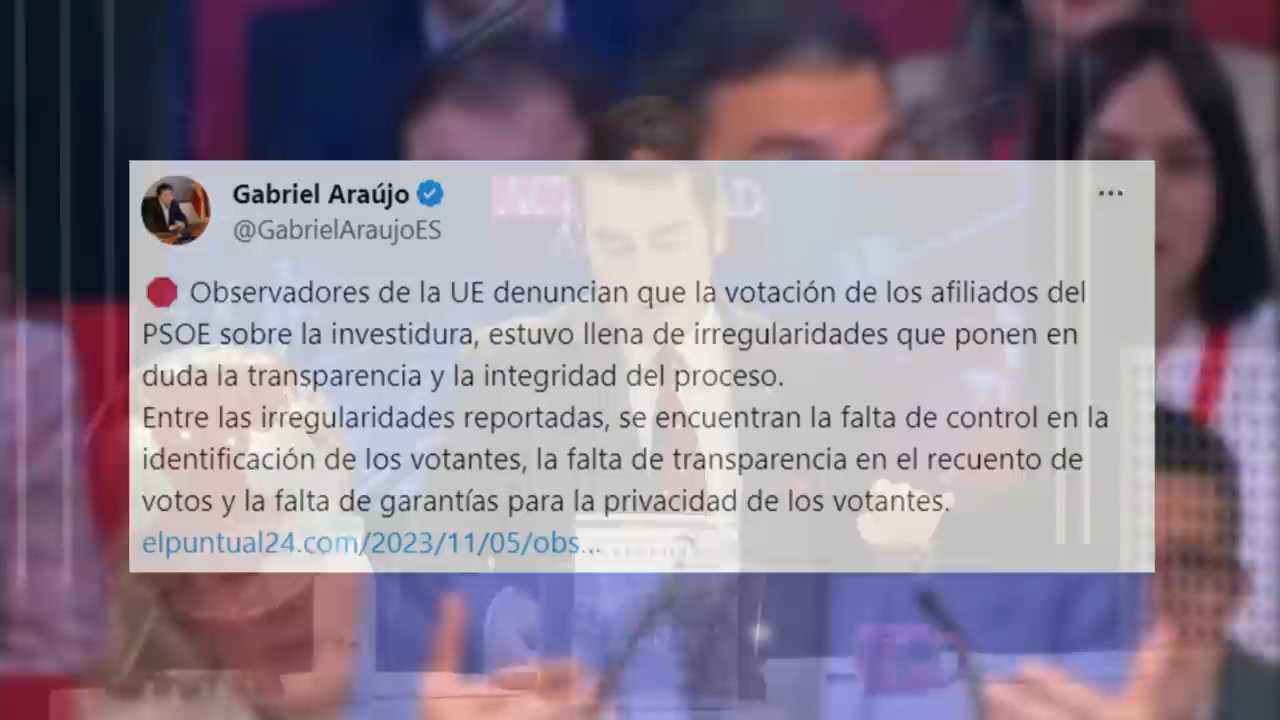 Gabriel Araújo
@GabrielAraujoES
Observadores de la UE denuncian que la votación de los afiliados del
PSOE sobre la investidura, estuvo llena de irregularidades que ponen en
duda la transparencia y la integridad del proceso.
Entre las irregularidades reportadas, se encuentran la falta de control en la
identificación de los votantes, la falta de transparencia en el recuento de
votos y la falta de garantías para la privacidad de los votantes.
elpuntual24.com/2023/11/05/obs...